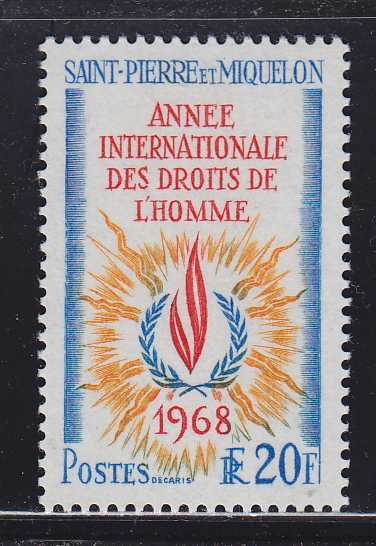 SAINT-PIERRE ET MIQUELON
ANNEE
INTERNATIONALE
DES DROITS DE
L'HOMME
1968
POSTES DECARIS RF 20F